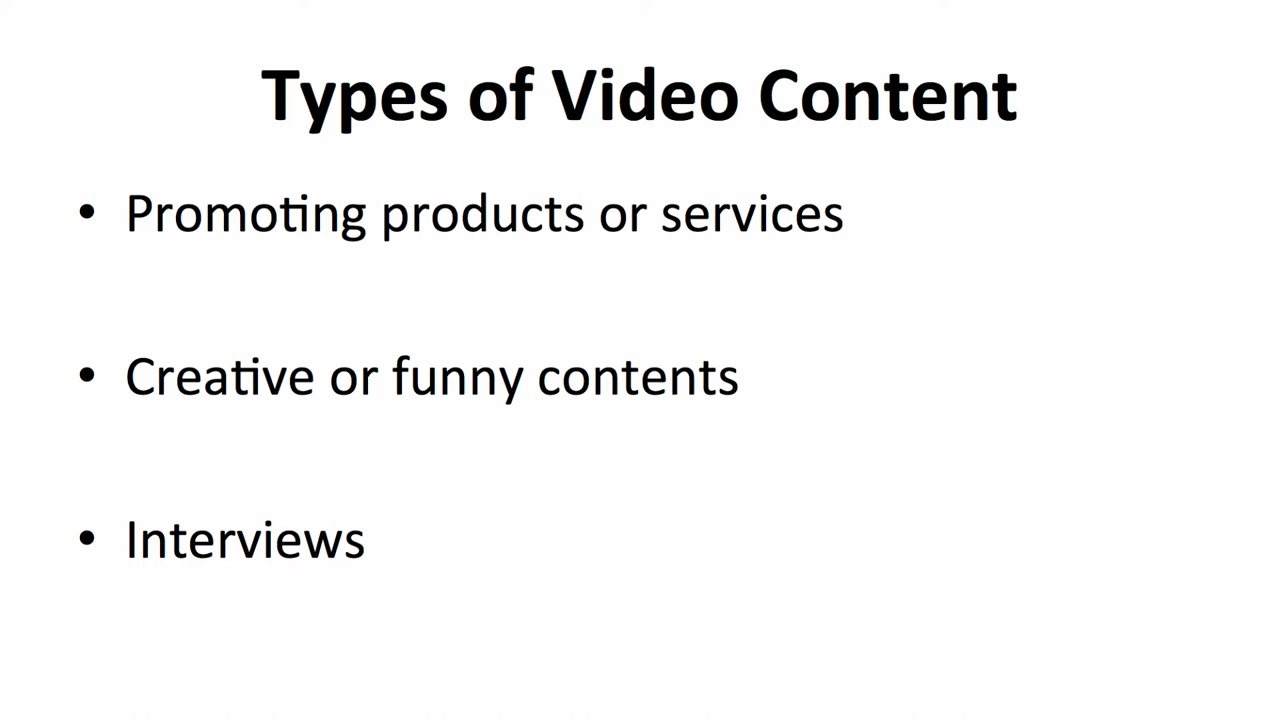 Types of Video Content
• Promoting products or services
• Creative or funny contents
• Interviews